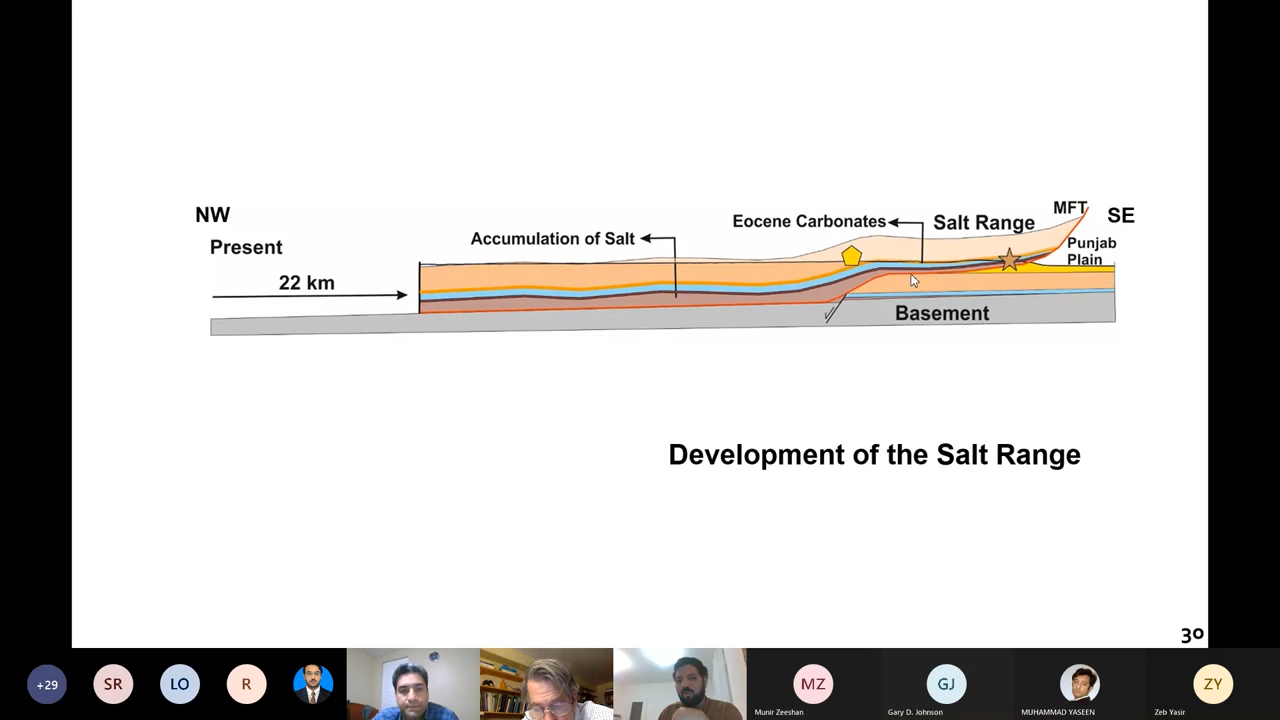 NW
Present
22 km
Accumulation of Salt
Eocene Carbonates
Salt Range
MFT
SE
Punjab
Plain
Basement
Development of the Salt Range
30
+29
SR
LO
R
MZ
Munir Zeeshan
GJ
Gary D. Johnson
MUHAMMAD YASEEN
ZY
Zeb Yasir